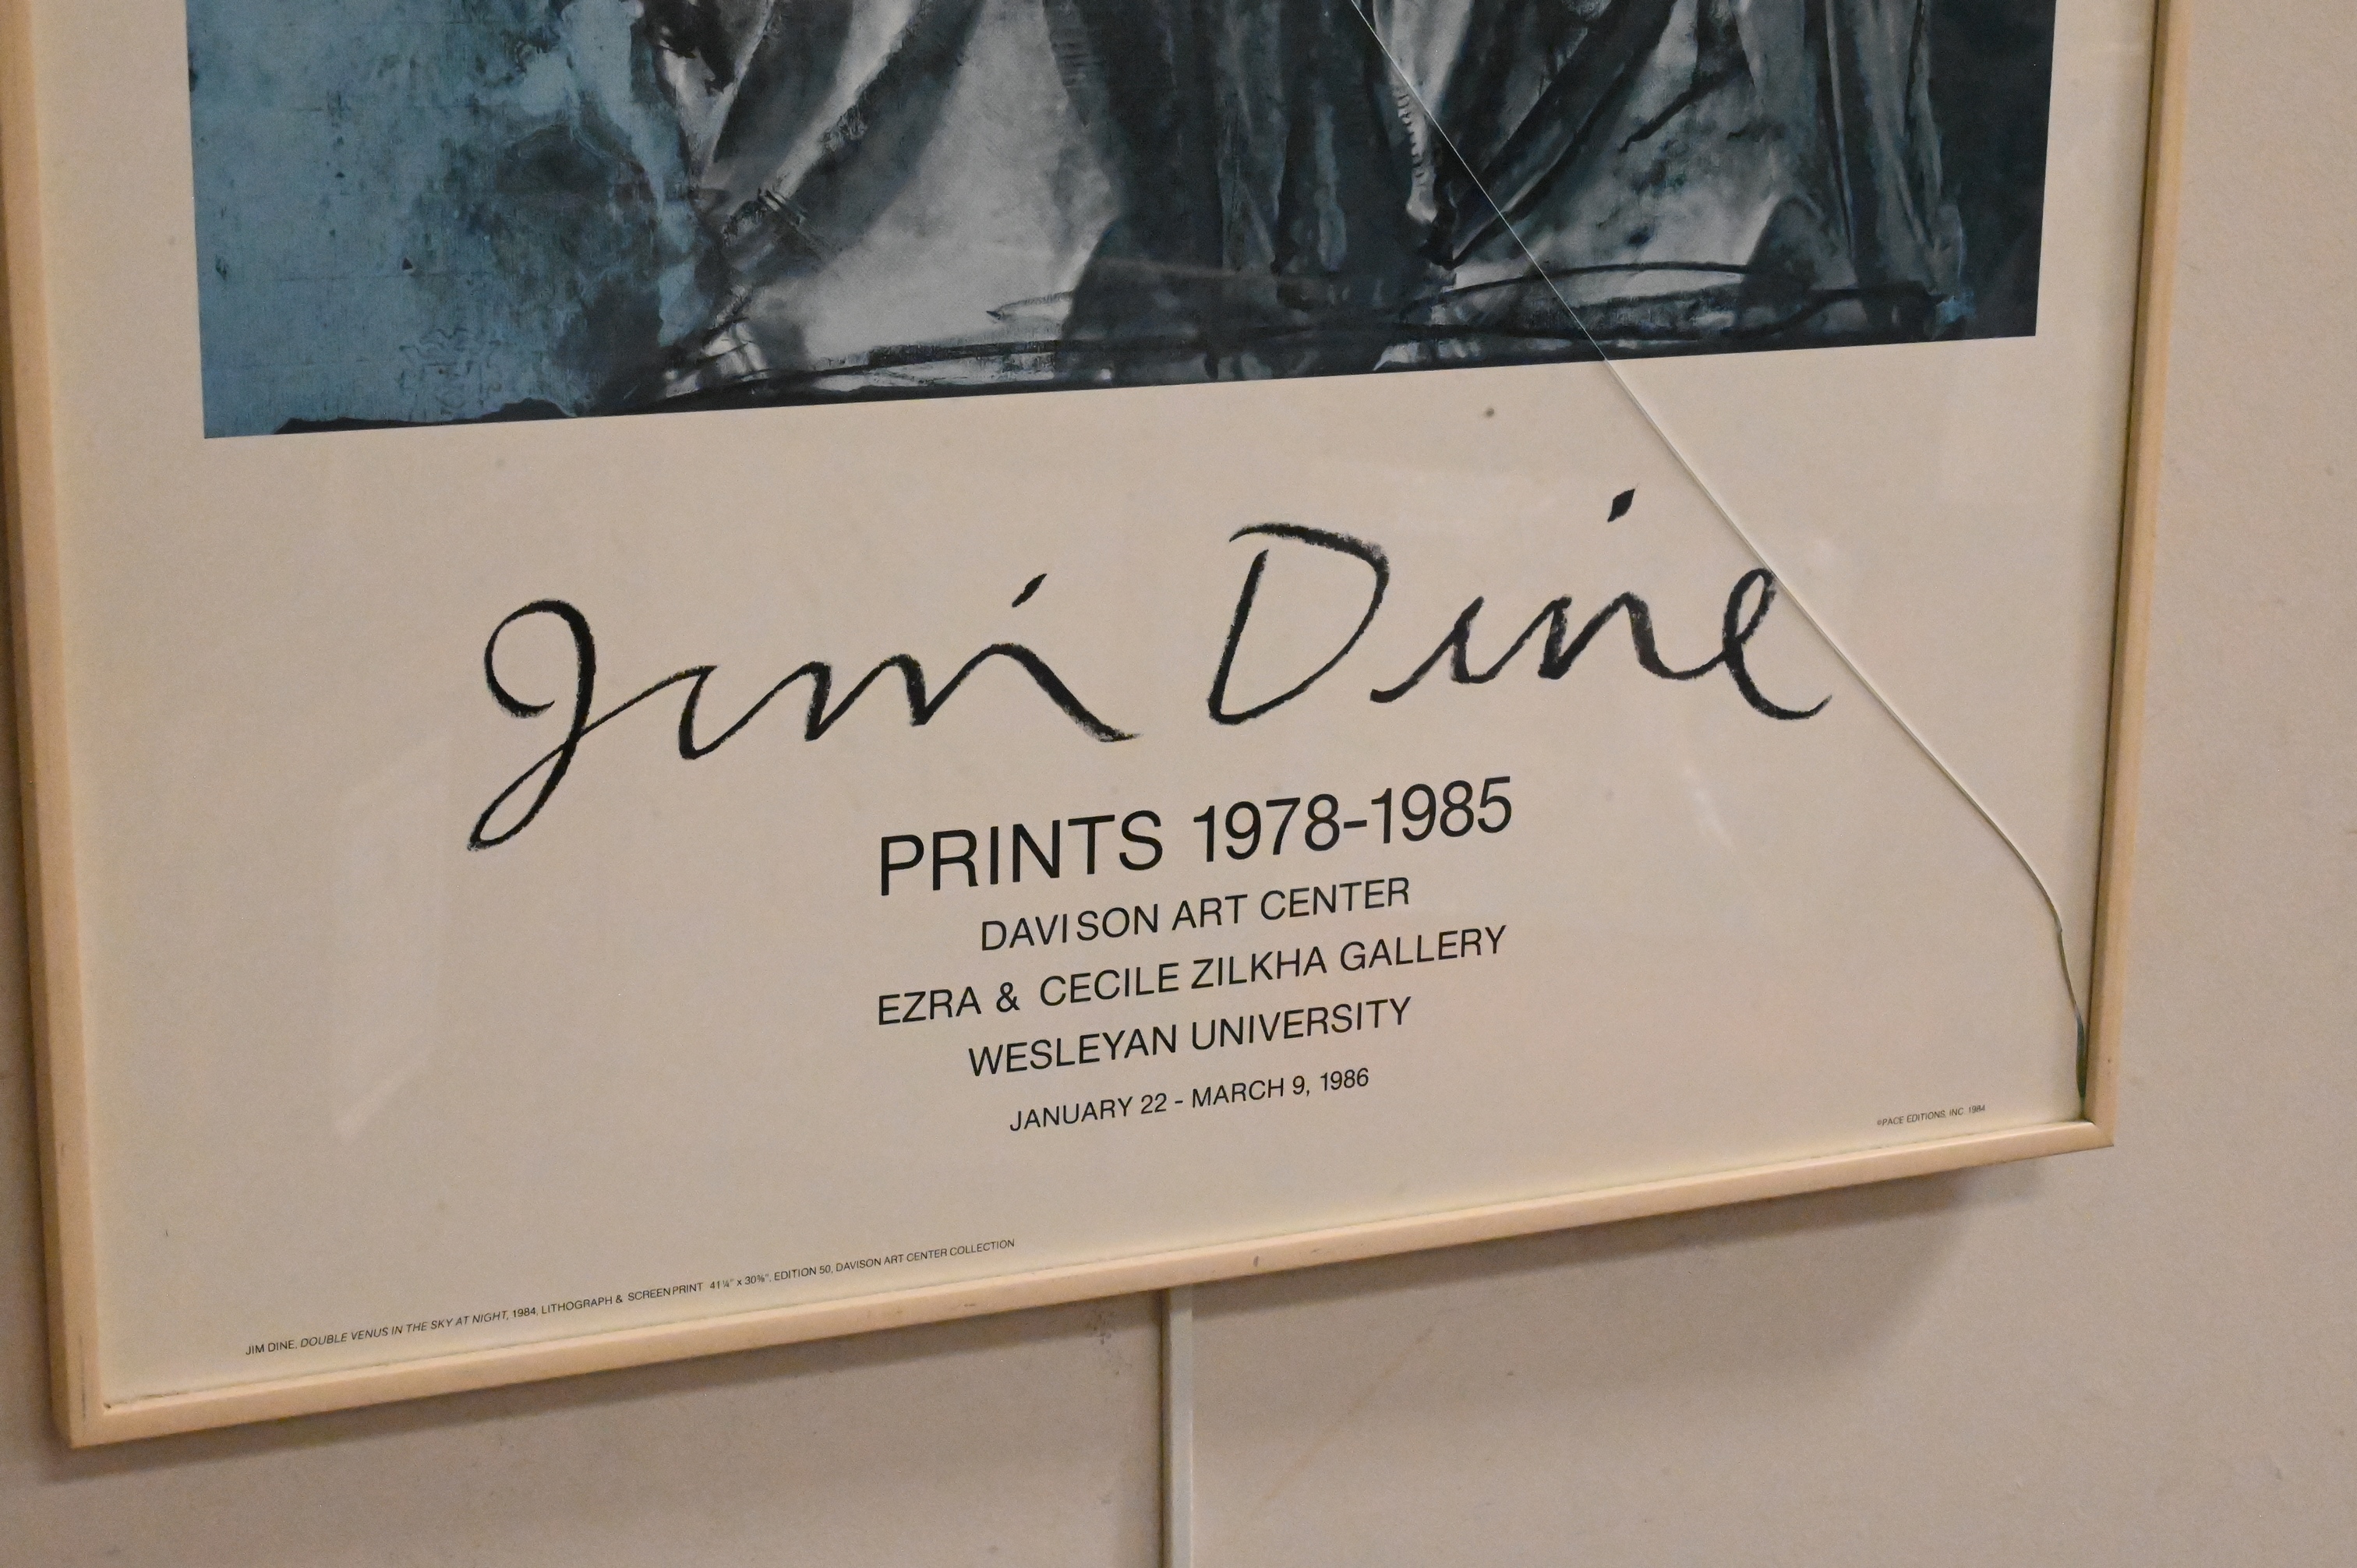 Jim Dine
PRINTS 1978-1985
DAVISON ART CENTER
EZRA & CECILE ZILKHA GALLERY
WESLEYAN UNIVERSITY
JANUARY 22 - MARCH 9, 1986
©PACE EDITIONS, INC 1984
JIM DINE, DOUBLE VENUS IN THE SKY AT NIGHT, 1984, LITHOGRAPH & SCREENPRINT 41¼" x 30⅝", EDITION 50, DAVISON ART CENTER COLLECTION